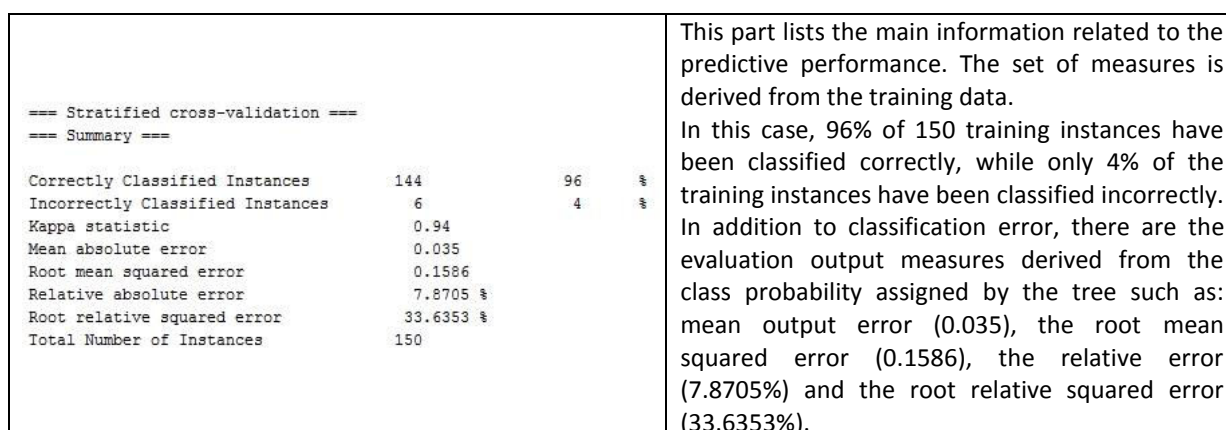 === Stratified cross-validation ===
=== Summary ===
Correctly Classified Instances 144 96 %
Incorrectly Classified Instances 6 4 %
Kappa statistic 0.94
Mean absolute error 0.035
Root mean squared error 0.1586
Relative absolute error 7.8705 %
Root relative squared error 33.6353 %
Total Number of Instances 150
This part lists the main information related to the
predictive performance. The set of measures is
derived from the training data.
In this case, 96% of 150 training instances have
been classified correctly, while only 4% of the
training instances have been classified incorrectly.
In addition to classification error, there are the
evaluation output measures derived from the
class probability assigned by the tree such as:
mean output error (0.035), the root mean
squared error (0.1586), the relative error
(7.8705%) and the root relative squared error
(33.6353%).